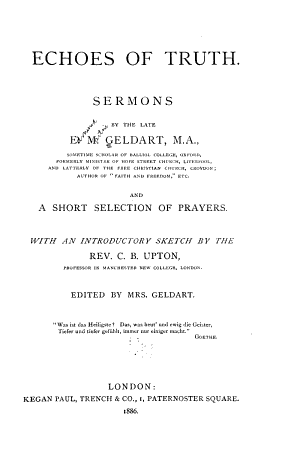 ECHOES OF TRUTH.
SERMONS
BY THE LATE
E. M. GELDART, M.A.,
SOMETIME SCHOLAR OF BALLIOL COLLEGE, OXFORD,
FORMERLY MINISTER OF HOPE STREET CHURCH, LIVERPOOL,
AND LATTERLY OF THE FREE CHRISTIAN CHURCH, CROYDON;
AUTHOR OF "FAITH AND FREEDOM," ETC.
AND
A SHORT SELECTION OF PRAYERS.
WITH AN INTRODUCTORY SKETCH BY THE
REV. C. B. UPTON,
PROFESSOR IN MANCHESTER NEW COLLEGE, LONDON.
EDITED BY MRS. GELDART.
"Was ist das Heiligste? Das, was heut' und ewig die Geister,
Tiefer und tiefer gefühlt, immer nur einiger macht."
GOETHE.
LONDON:
KEGAN PAUL, TRENCH & CO., 1, PATERNOSTER SQUARE.
1886.